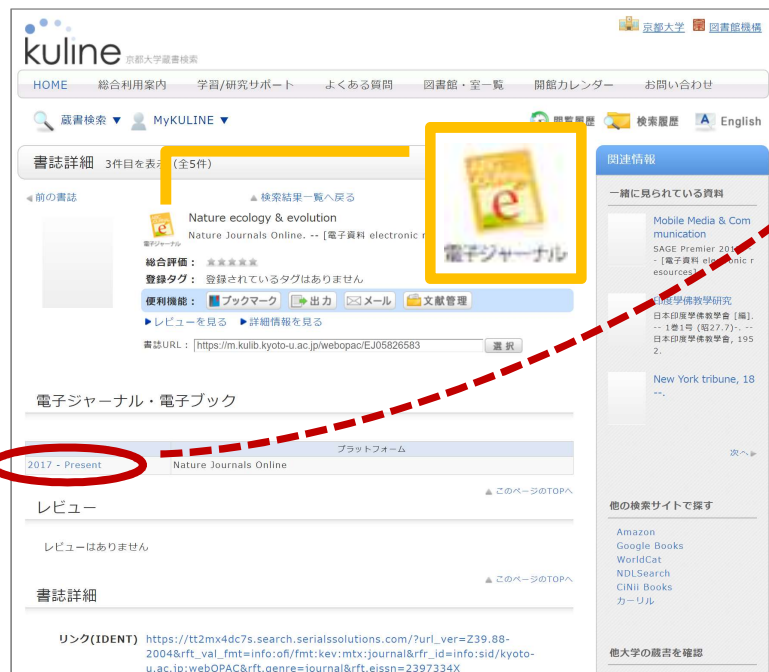 京都大学 図書館機構
kuline 京都大学蔵書検索
HOME 総合利用案内 学習/研究サポート よくある質問 図書館・室一覧 開館カレンダー お問い合わせ
蔵書検索 ▼ MyKULINE ▼
閲覧履歴 検索履歴 A English
書誌詳細 3件目を表示 (全5件)
◀前の書誌 ▲検索結果一覧へ戻る
Nature ecology & evolution
Nature Journals Online. -- [電子資料 electronic r
電子ジャーナル
総合評価: ★★★★★
登録タグ: 登録されているタグはありません
便利機能: ブックマーク 出力 メール 文献管理
▶レビューを見る ▶詳細情報を見る
書誌URL: https://m.kulib.kyoto-u.ac.jp/webopac/EJ05826583 選択
電子ジャーナル
電子ジャーナル・電子ブック
プラットフォーム
2017 - Present Nature Journals Online
▲このページのTOPへ
レビュー
レビューはありません
▲このページのTOPへ
書誌詳細
リンク(IDENT) https://tt2mx4dc7s.search.serialssolutions.com/?url_ver=Z39.88-
2004&rft_val_fmt=info:ofi/fmt:kev:mtx:journal&rfr_id=info:sid/kyoto-
u.ac.jp:webOPAC&rft.genre=journal&rft.eissn=2397334X
関連情報
一緒に見られている資料
Mobile Media & Com
munication
SAGE Premier 201
- [電子資料 electronic r
esources]
印度學佛教學研究
日本印度學佛教學會 [編].
-- 1巻1号 (昭27.7)-. --
日本印度學佛教學會, 195
2.
New York tribune, 18
--.
次へ▶
他の検索サイトで探す
Amazon
Google Books
WorldCat
NDLSearch
CiNii Books
カーリル
他大学の蔵書を確認